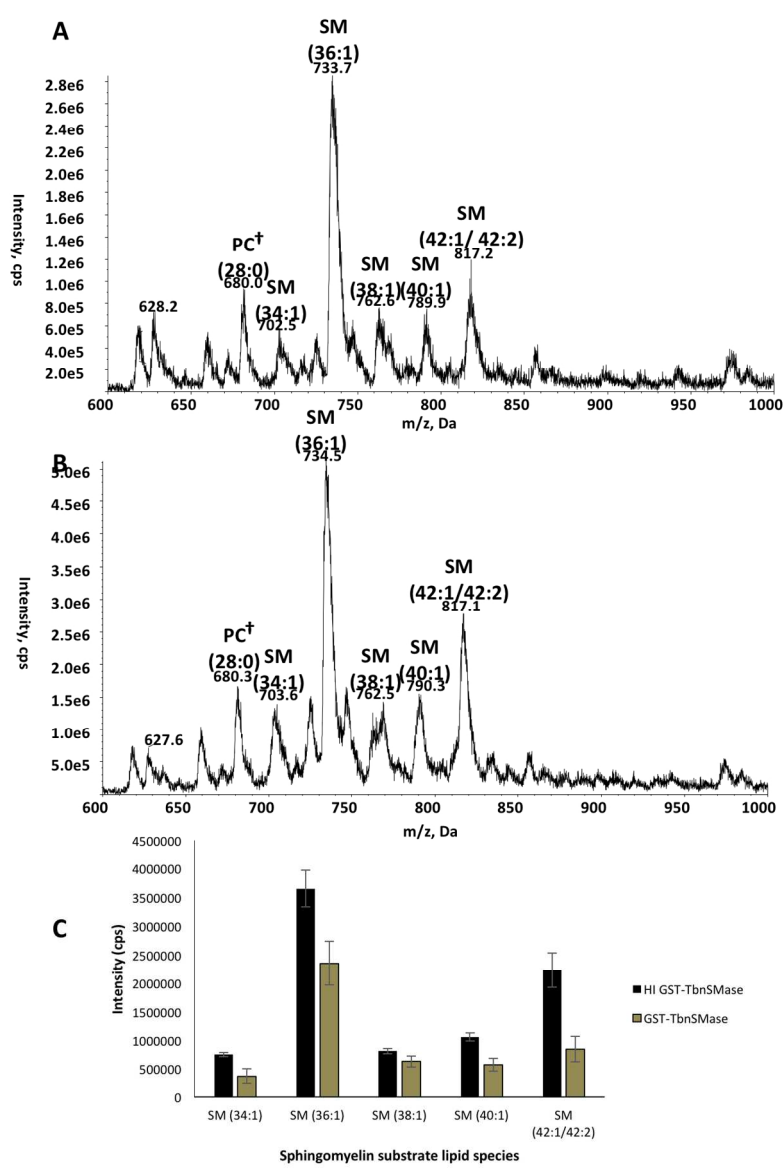 A
SM
(36:1)
733.7
2.8e6
2.6e6
2.4e6
2.2e6
2.0e6
1.8e6
1.6e6
1.4e6
1.2e6
1.0e6
8.0e5
6.0e5
4.0e5
2.0e5
Intensity, cps
628.2
PC†
(28:0)
680.0
SM
(34:1)
702.5
SM
(38:1)
762.6
SM
(40:1)
789.9
SM
(42:1/ 42:2)
817.2
600 650 700 750 800 850 900 950 1000
m/z, Da
B
SM
(36:1)
734.5
5.0e6
4.5e6
4.0e6
3.5e6
3.0e6
2.5e6
2.0e6
1.5e6
1.0e6
5.0e5
Intensity, cps
627.6
PC†
(28:0)
680.3
SM
(34:1)
703.6
SM
(38:1)
762.5
SM
(40:1)
790.3
SM
(42:1/42:2)
817.1
600 650 700 750 800 850 900 950 1000
m/z, Da
C
4500000
4000000
3500000
3000000
2500000
2000000
1500000
1000000
500000
0
Intensity (cps)
HI GST-TbnSMase
GST-TbnSMase
SM (34:1) SM (36:1) SM (38:1) SM (40:1) SM
(42:1/42:2)
Sphingomyelin substrate lipid species